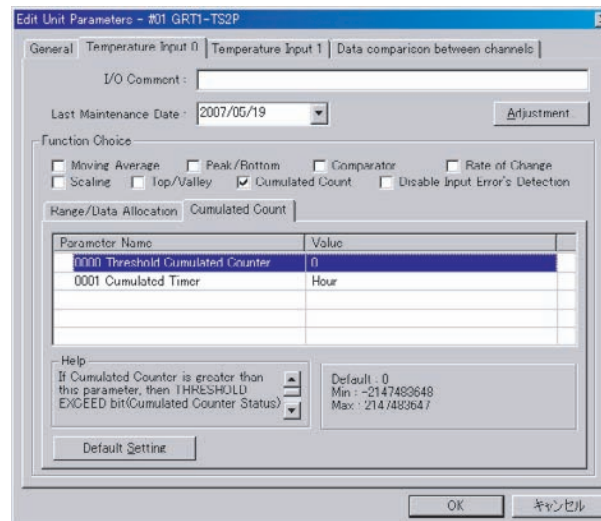 Edit Unit Parameters - #01 GRT1-TS2P
General Temperature Input 0 Temperature Input 1 Data comparison between channels
I/O Comment :
Last Maintenance Date : 2007/05/19 Adjustment
Function Choice
Moving Average Peak/Bottom Comparator Rate of Change
Scaling Top/Valley Cumulated Count Disable Input Error's Detection
Range/Data Allocation Cumulated Count
Parameter Name Value
0000 Threshold Cumulated Counter 0
0001 Cumulated Timer Hour
Help
If Cumulated Counter is greater than
this parameter, then THRESHOLD
EXCEED bit(Cumulated Counter Status)
Default : 0
Min : -2147483648
Max : 2147483647
Default Setting
OK キャンセル